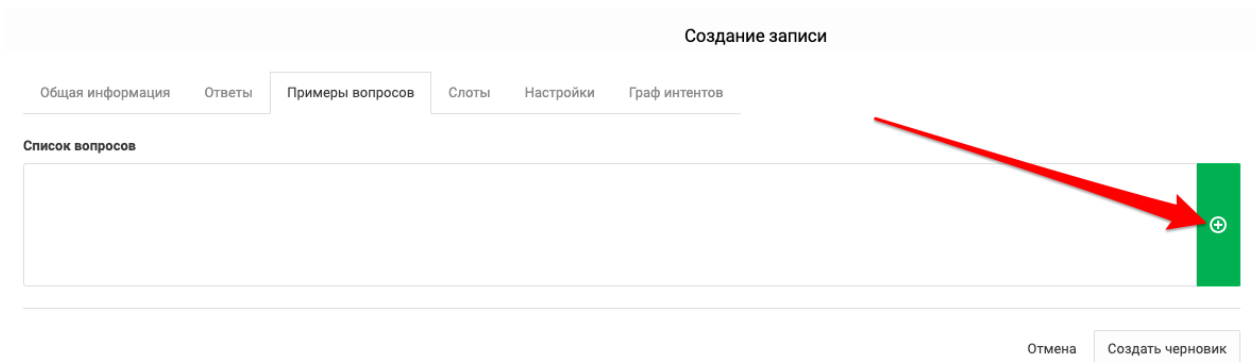 Создание записи
Общая информация Ответы Примеры вопросов Слоты Настройки Граф интентов
Список вопросов
Отмена Создать черновик